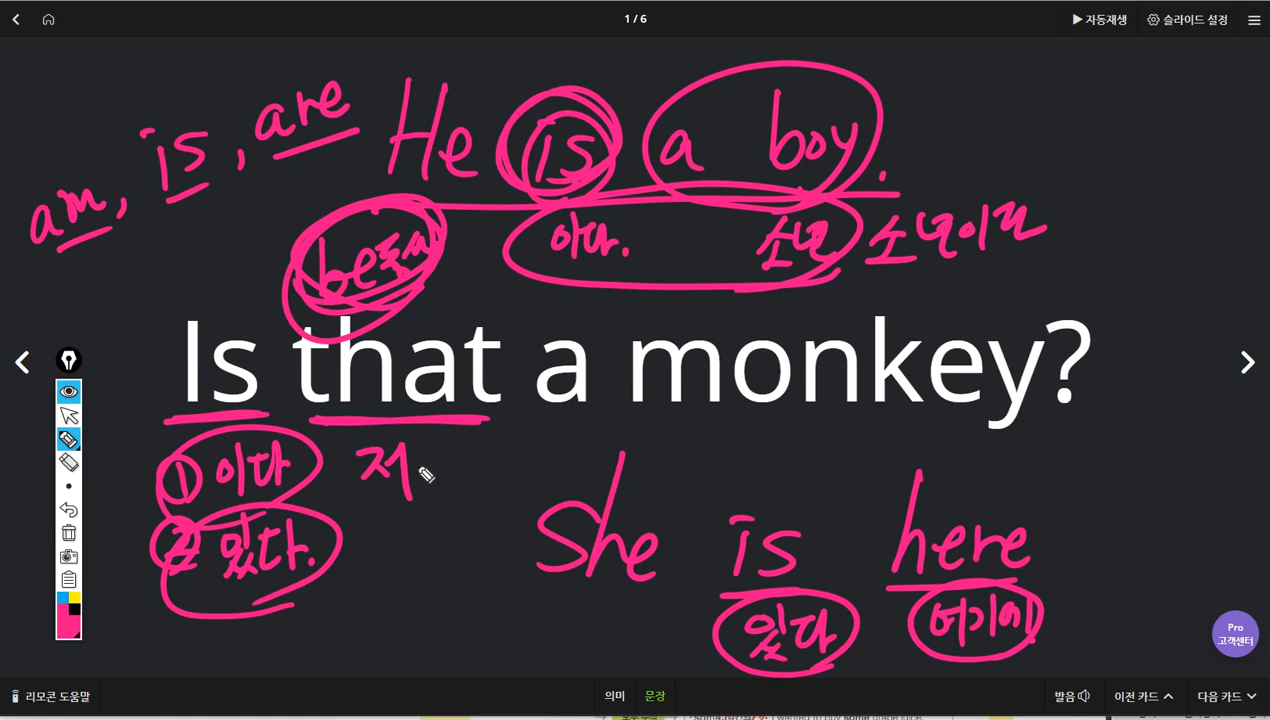 1 / 6
자동재생
슬라이드 설정
am, is, are He is a boy.
be동사 이다. 소년 소년이다
Is that a monkey?
① 이다 저
② 있다. She is here
있다 여기에
Pro
고객센터
리모콘 도움말 의미 문장 발음 이전 카드 다음 카드